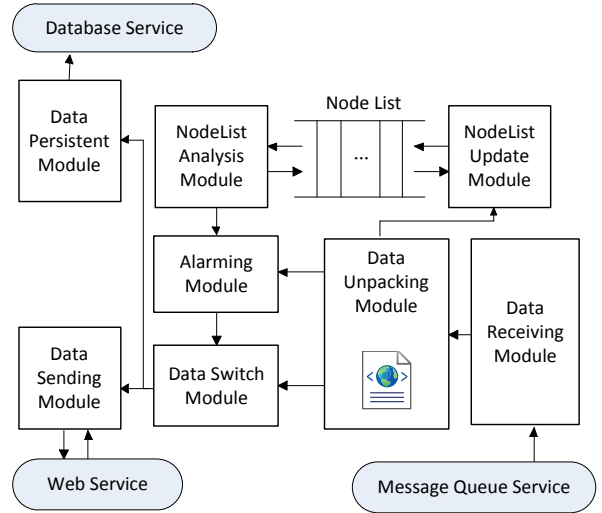 Database Service
Data
Persistent
Module
NodeList
Analysis
Module
Node List
...
NodeList
Update
Module
Alarming
Module
Data
Unpacking
Module
Data
Receiving
Module
Data
Sending
Module
Data Switch
Module
Web Service
Message Queue Service